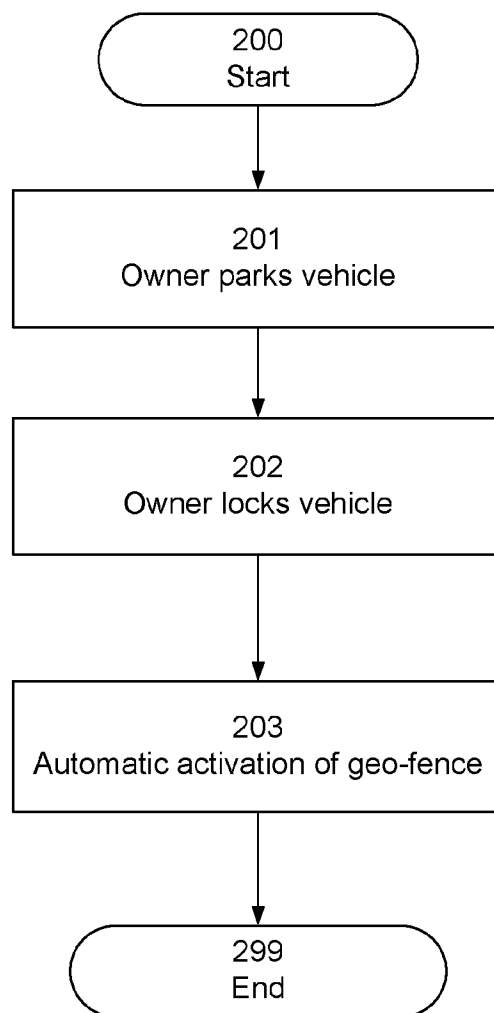 200
Start
201
Owner parks vehicle
202
Owner locks vehicle
203
Automatic activation of geo-fence
299
End